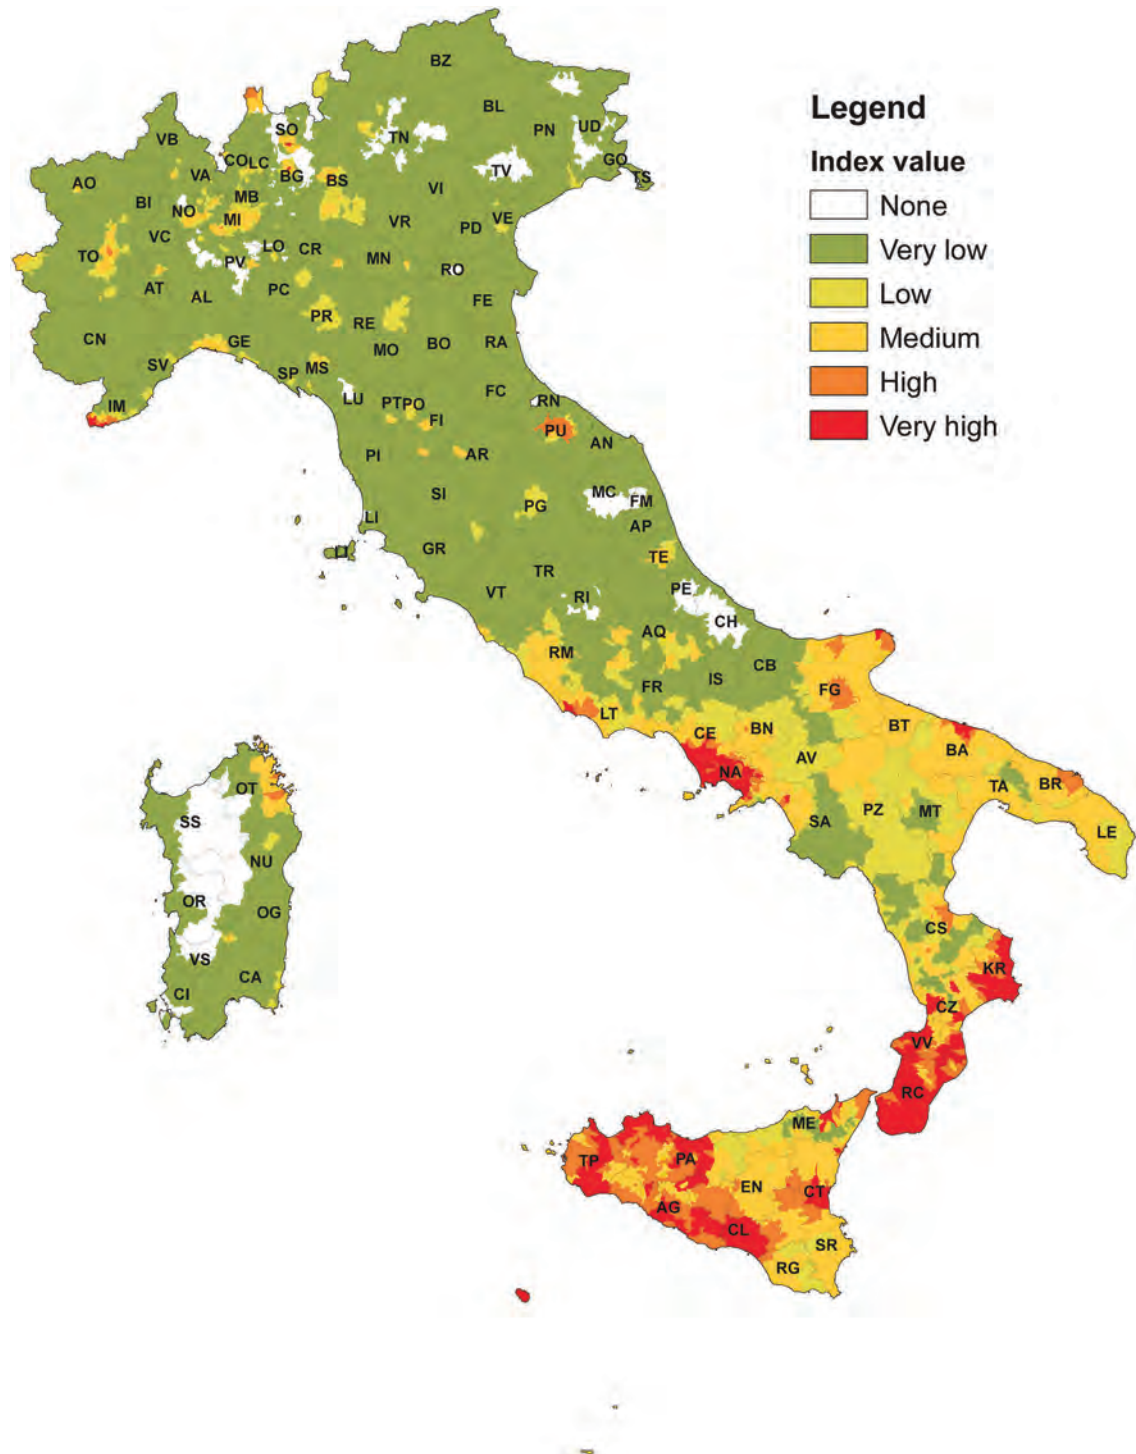 BZ
BL
Legend
SO
UD
PN
TN
VB
Index value
COLC
GO
TV
VA
BG
TS
None
AO
BS
VI
MB
BI
NO
Very low
MI
VE
VR
PD
VC
LO
CR
TO
PV
MN
RO
Low
AT
PC
AL
FE
PR
RE
Medium
CN
GE
BO
RA
MO
SV
MS
SP
High
FC
LU
PTPO
RN
IM
FI
Very high
PU
AN
PI
AR
SI
MC
PG
FM
LI
AP
GR
LI
TE
TR
PE
VT
RI
CH
AQ
RM
CB
IS
FR
FG
LT
BT
CE
BN
BA
AV
NA
OT
TA
BR
PZ
MT
SS
SA
LE
NU
OR
OG
CS
VS
KR
CA
CI
CZ
VV
RC
ME
TP
PA
EN
CT
AG
CL
SR
RG